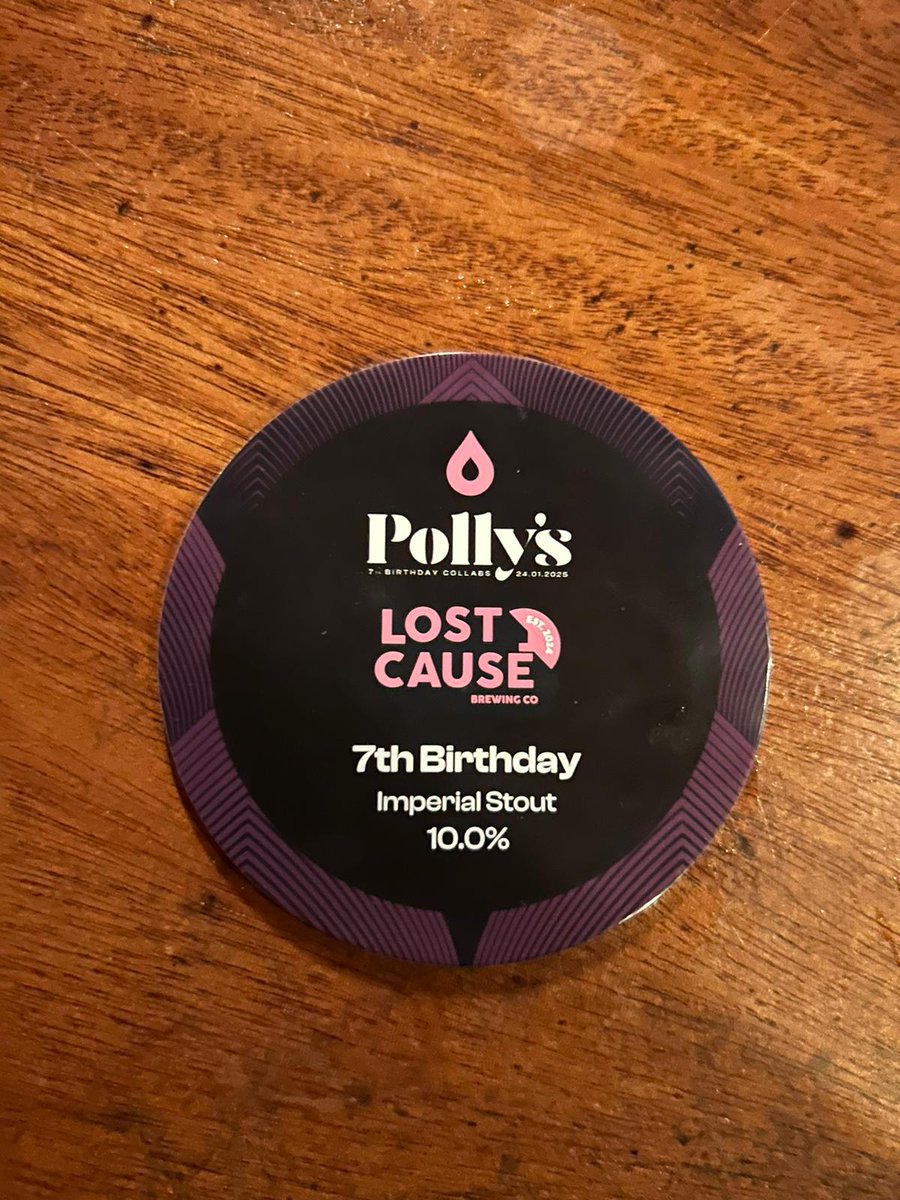 Polly's
7TH BIRTHDAY COLLABS 24.01.2025
LOST
CAUSE
EST. 2024
BREWING CO
7th Birthday
Imperial Stout
10.0%